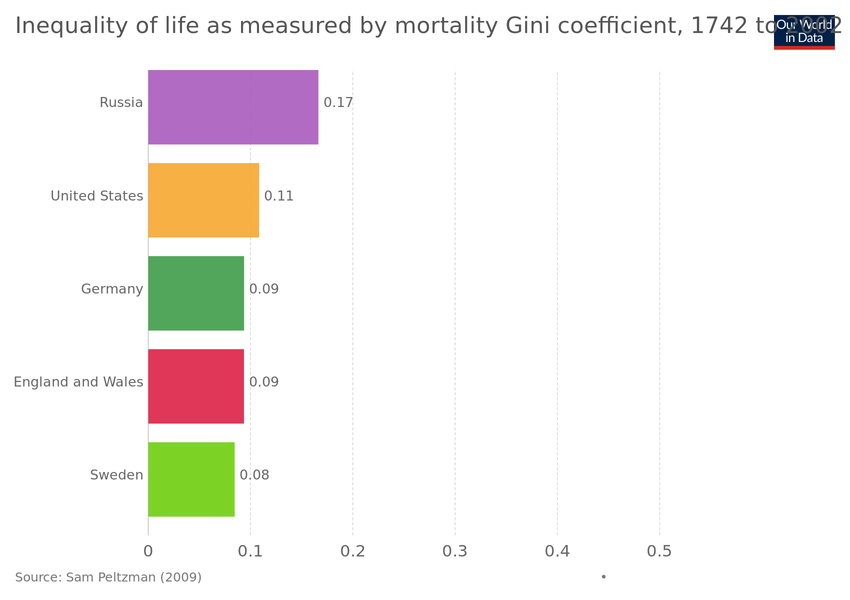 Inequality of life as measured by mortality Gini coefficient, 1742 to 2002
Our World
in Data
Russia
0.17
United States
0.11
Germany
0.09
England and Wales
0.09
Sweden
0.08
0 0.1 0.2 0.3 0.4 0.5
Source: Sam Peltzman (2009)